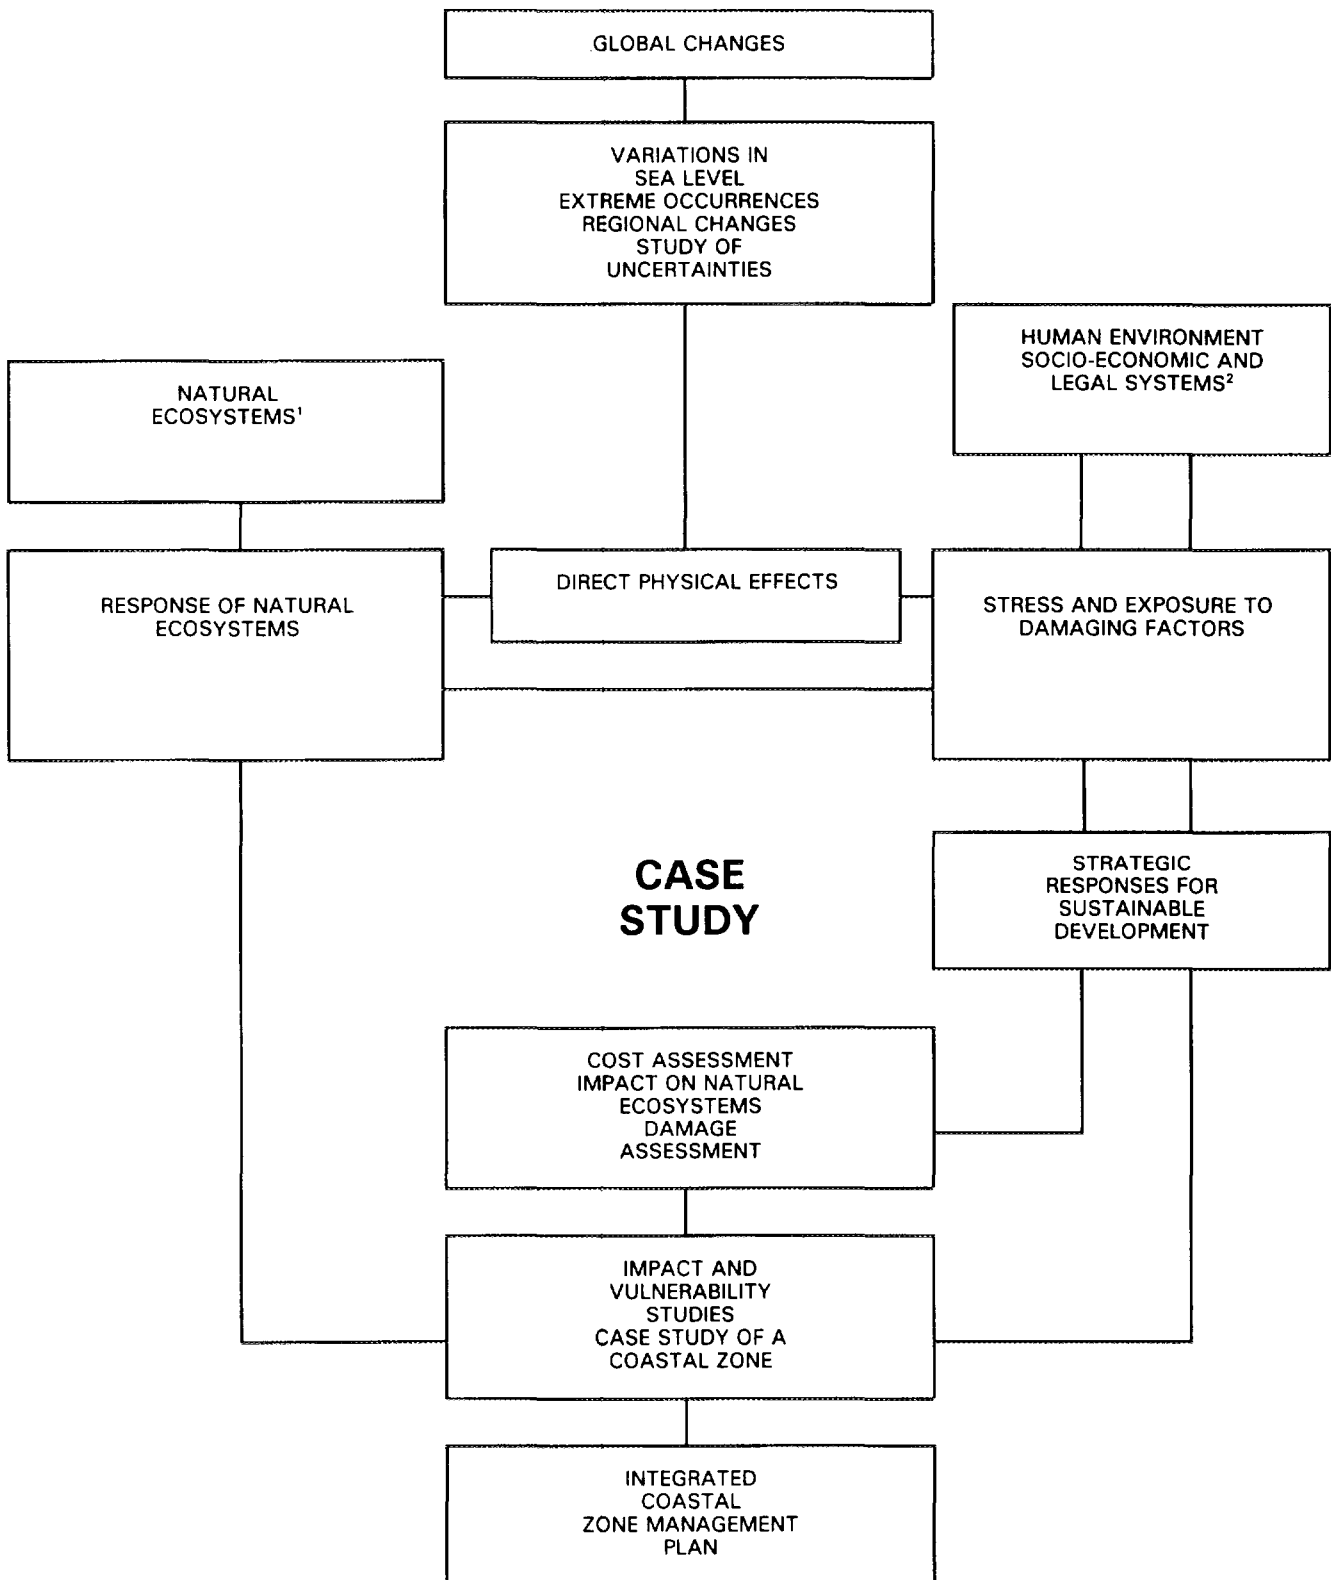 GLOBAL CHANGES
VARIATIONS IN
SEA LEVEL
EXTREME OCCURRENCES
REGIONAL CHANGES
STUDY OF
UNCERTAINTIES
HUMAN ENVIRONMENT
SOCIO-ECONOMIC AND
LEGAL SYSTEMS²
NATURAL
ECOSYSTEMS¹
RESPONSE OF NATURAL
ECOSYSTEMS
DIRECT PHYSICAL EFFECTS
STRESS AND EXPOSURE TO
DAMAGING FACTORS
CASE
STUDY
STRATEGIC
RESPONSES FOR
SUSTAINABLE
DEVELOPMENT
COST ASSESSMENT
IMPACT ON NATURAL
ECOSYSTEMS
DAMAGE
ASSESSMENT
IMPACT AND
VULNERABILITY
STUDIES
CASE STUDY OF A
COASTAL ZONE
INTEGRATED
COASTAL
ZONE MANAGEMENT
PLAN